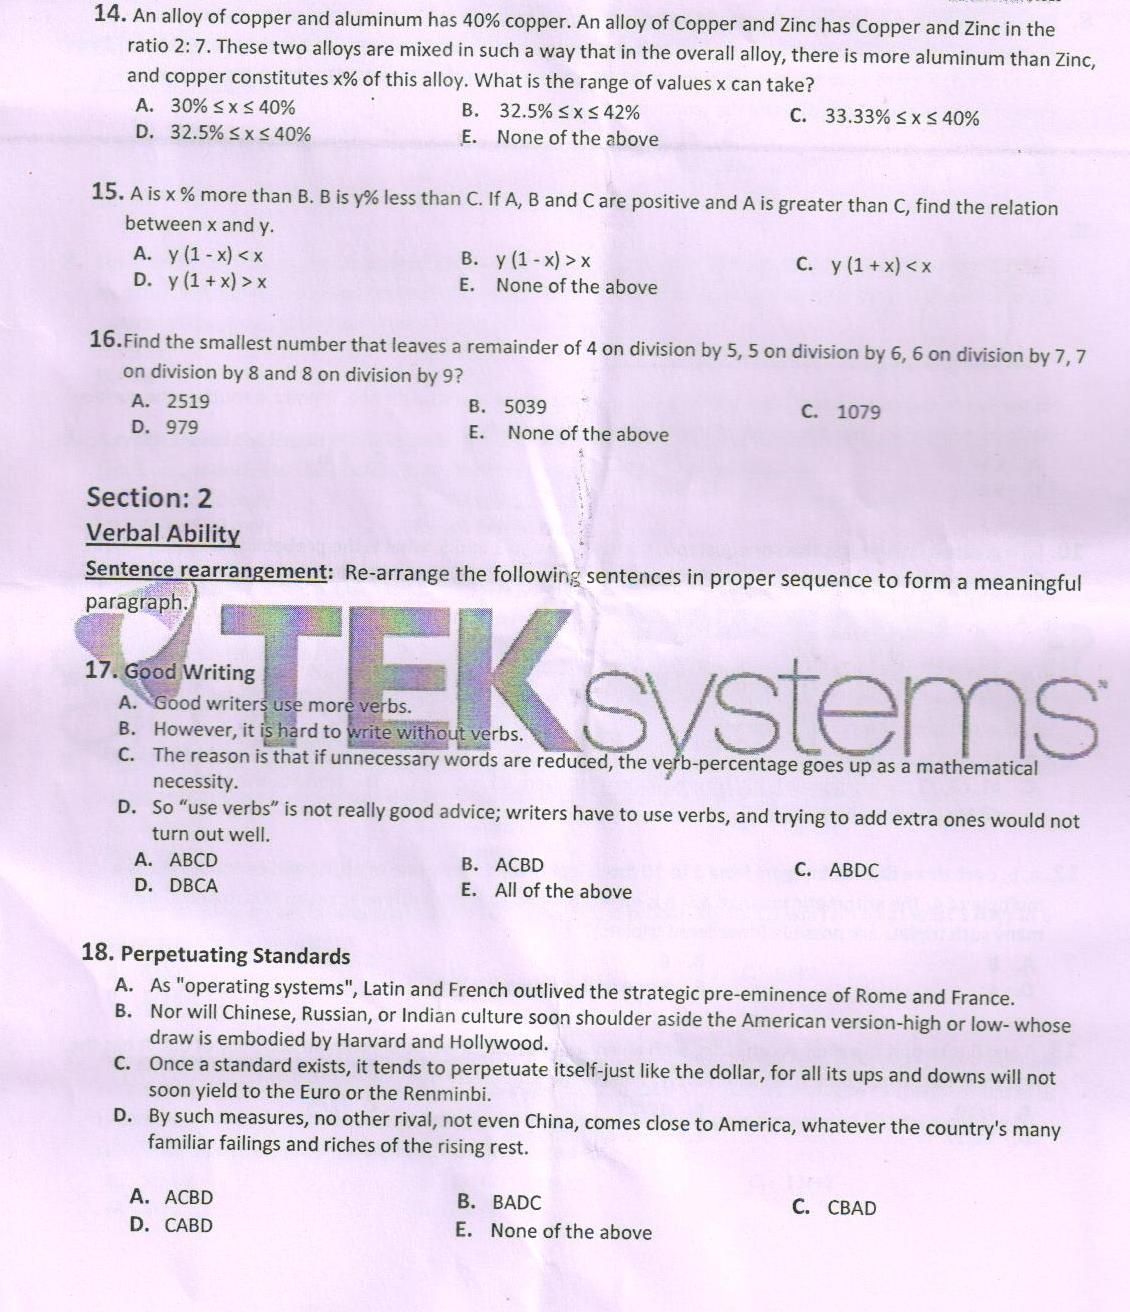 14. An alloy of copper and aluminum has 40% copper. An alloy of Copper and Zinc has Copper and Zinc in the
ratio 2: 7. These two alloys are mixed in such a way that in the overall alloy, there is more aluminum than Zinc,
and copper constitutes x% of this alloy. What is the range of values x can take?
A. 30% ≤ x ≤ 40% B. 32.5% ≤ x ≤ 42% C. 33.33% ≤ x ≤ 40%
D. 32.5% ≤ x ≤ 40% E. None of the above
15. A is x % more than B. B is y% less than C. If A, B and C are positive and A is greater than C, find the relation
between x and y.
A. y (1 - x) < x B. y (1 - x) > x C. y (1 + x) < x
D. y (1 + x) > x E. None of the above
16. Find the smallest number that leaves a remainder of 4 on division by 5, 5 on division by 6, 6 on division by 7, 7
on division by 8 and 8 on division by 9?
A. 2519 B. 5039 C. 1079
D. 979 E. None of the above
Section: 2
Verbal Ability
Sentence rearrangement: Re-arrange the following sentences in proper sequence to form a meaningful
paragraph.
TEKsystems
17. Good Writing
A. Good writers use more verbs.
B. However, it is hard to write without verbs.
C. The reason is that if unnecessary words are reduced, the verb-percentage goes up as a mathematical
necessity.
D. So "use verbs" is not really good advice; writers have to use verbs, and trying to add extra ones would not
turn out well.
A. ABCD B. ACBD C. ABDC
D. DBCA E. All of the above
18. Perpetuating Standards
A. As "operating systems", Latin and French outlived the strategic pre-eminence of Rome and France.
B. Nor will Chinese, Russian, or Indian culture soon shoulder aside the American version-high or low- whose
draw is embodied by Harvard and Hollywood.
C. Once a standard exists, it tends to perpetuate itself-just like the dollar, for all its ups and downs will not
soon yield to the Euro or the Renminbi.
D. By such measures, no other rival, not even China, comes close to America, whatever the country's many
familiar failings and riches of the rising rest.
A. ACBD B. BADC C. CBAD
D. CABD E. None of the above